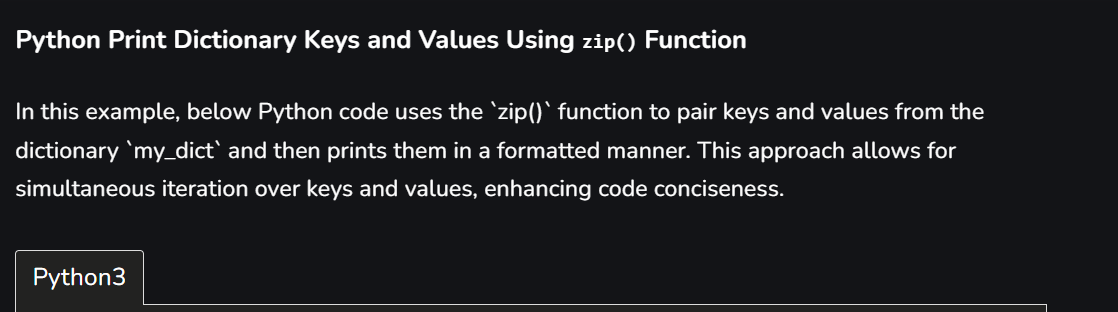 Python Print Dictionary Keys and Values Using zip() Function
In this example, below Python code uses the `zip()` function to pair keys and values from the
dictionary `my_dict` and then prints them in a formatted manner. This approach allows for
simultaneous iteration over keys and values, enhancing code conciseness.
Python3